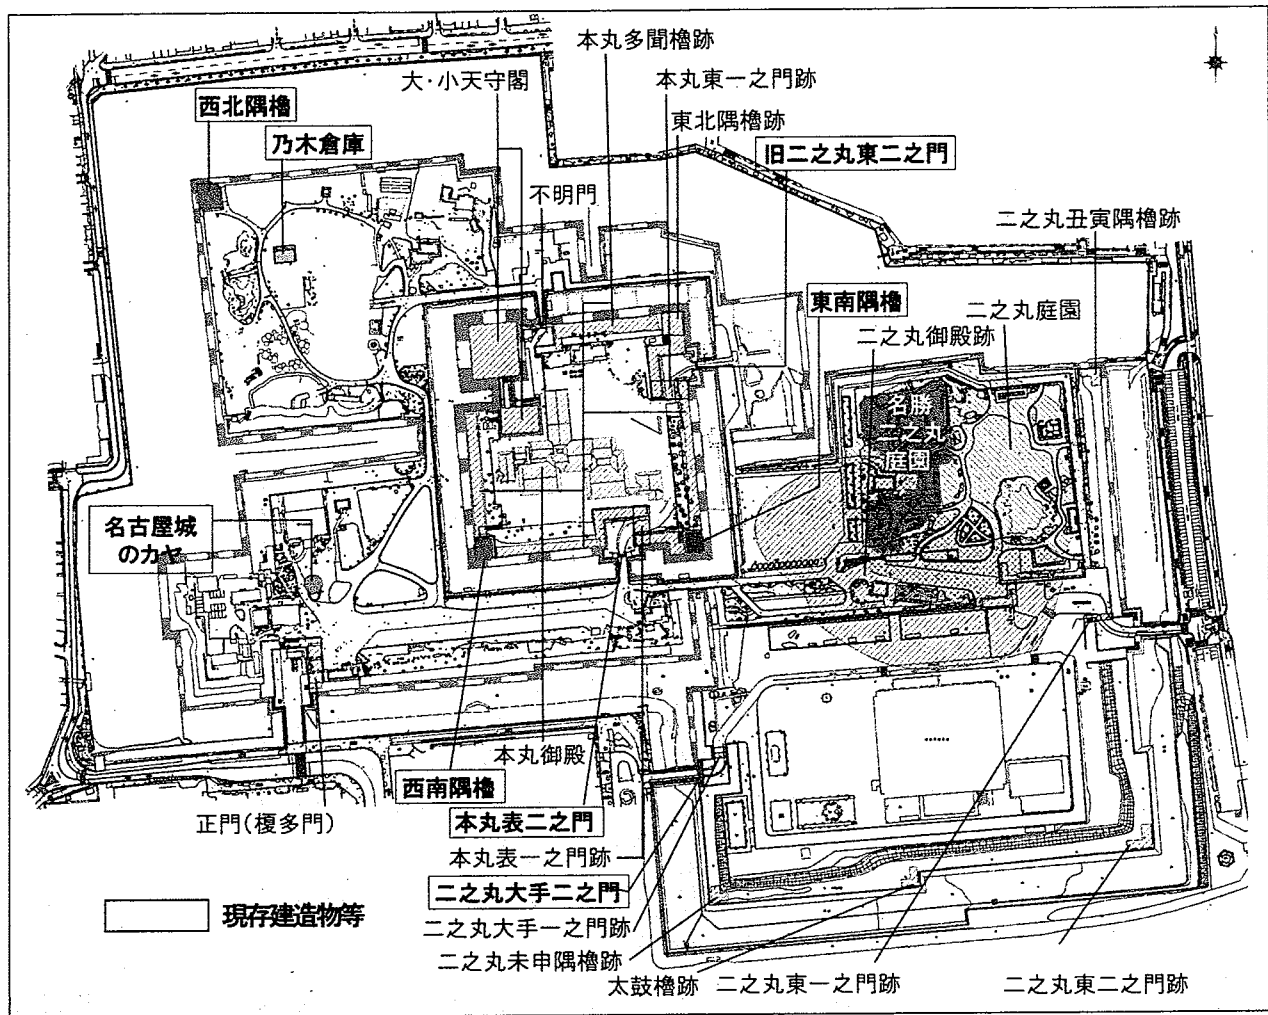 本丸多聞櫓跡
大・小天守閣
本丸東一之門跡
西北隅櫓
東北隅櫓跡
乃木倉庫
旧二之丸東二之門
不明門
二之丸丑寅隅櫓跡
東南隅櫓
二之丸庭園
二之丸御殿跡
名勝
二之丸
庭園
名古屋城
のカヤ
本丸御殿
西南隅櫓
正門(榎多門)
本丸表二之門
本丸表一之門跡
二之丸大手二之門
現存建造物等
二之丸大手一之門跡
二之丸未申隅櫓跡
太鼓櫓跡
二之丸東一之門跡
二之丸東二之門跡